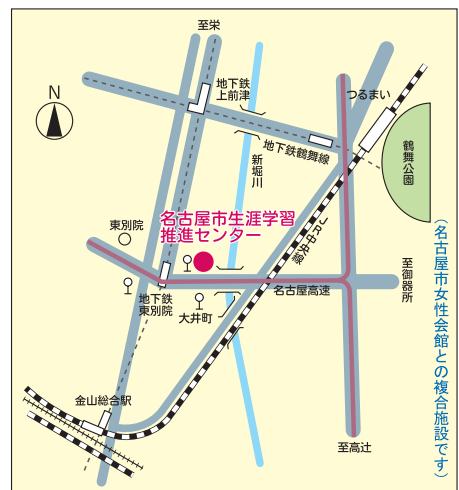 至栄
地下鉄
上前津
つるまい
N
地下鉄鶴舞線
鶴舞公園
新堀川
名古屋市生涯学習
推進センター
東別院
JR中央線
(名古屋市女性会館との複合施設です)
至御器所
名古屋高速
地下鉄
東別院
大井町
金山総合駅
至高辻